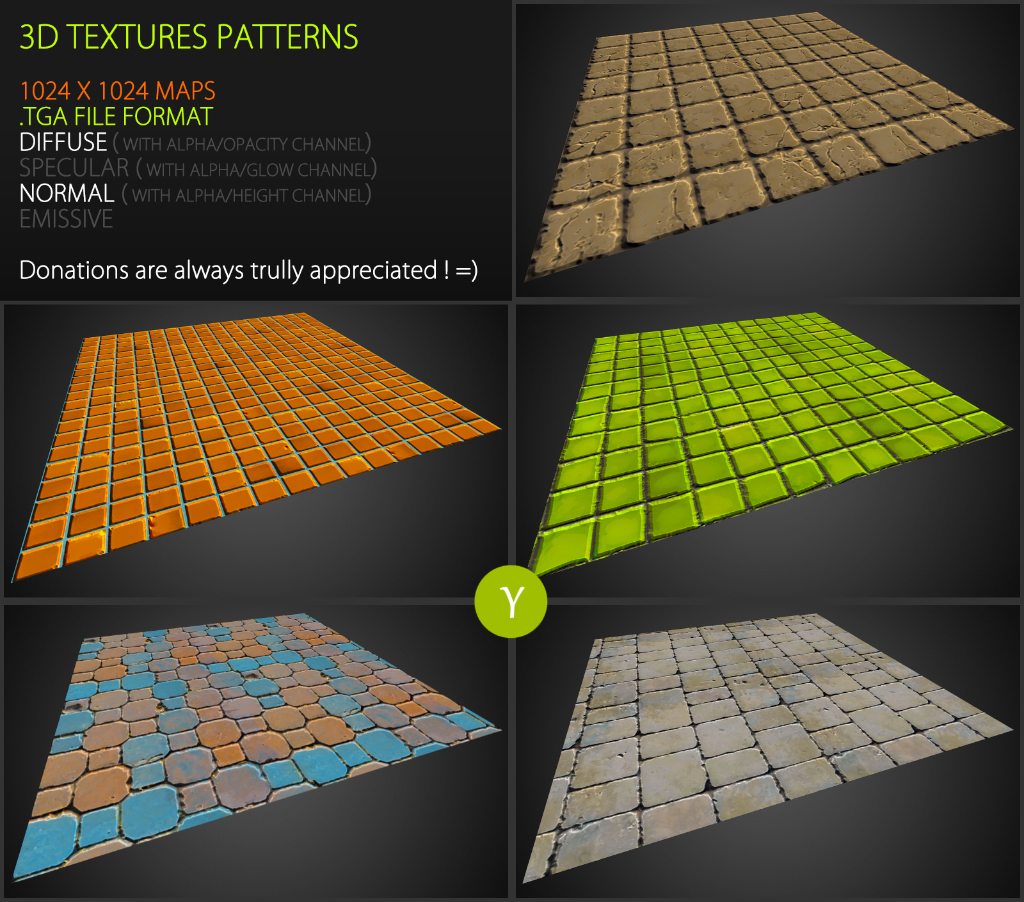 3D TEXTURES PATTERNS
1024 X 1024 MAPS
.TGA FILE FORMAT
DIFFUSE ( WITH ALPHA/OPACITY CHANNEL)
SPECULAR ( WITH ALPHA/GLOW CHANNEL)
NORMAL ( WITH ALPHA/HEIGHT CHANNEL)
EMISSIVE
Donations are always trully appreciated ! =)
Y